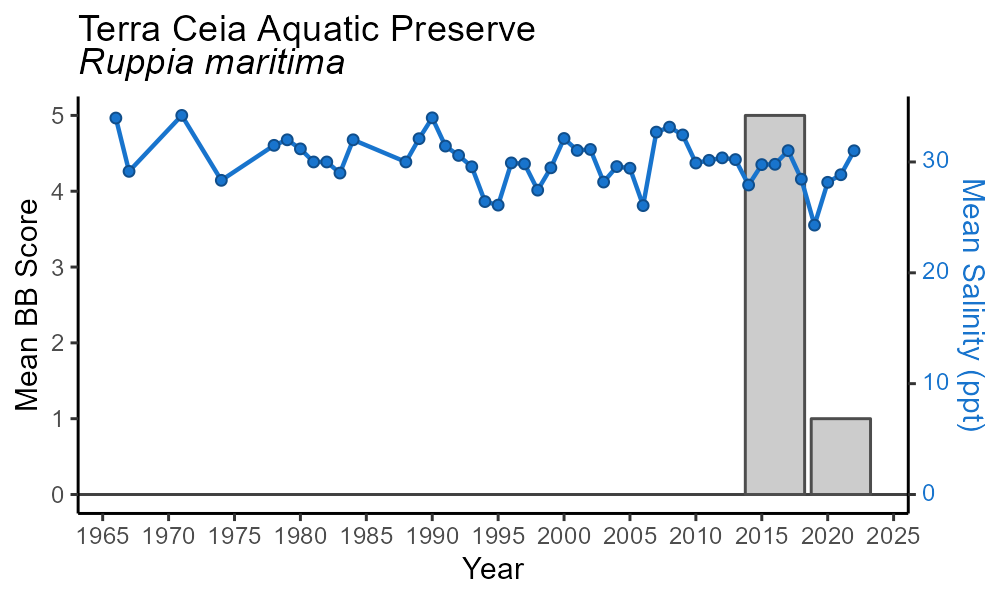 Terra Ceia Aquatic Preserve
Ruppia maritima
Mean BB Score
5
4
3
2
1
0
30
20
10
0
Mean Salinity (ppt)
1965 1970 1975 1980 1985 1990 1995 2000 2005 2010 2015 2020 2025
Year